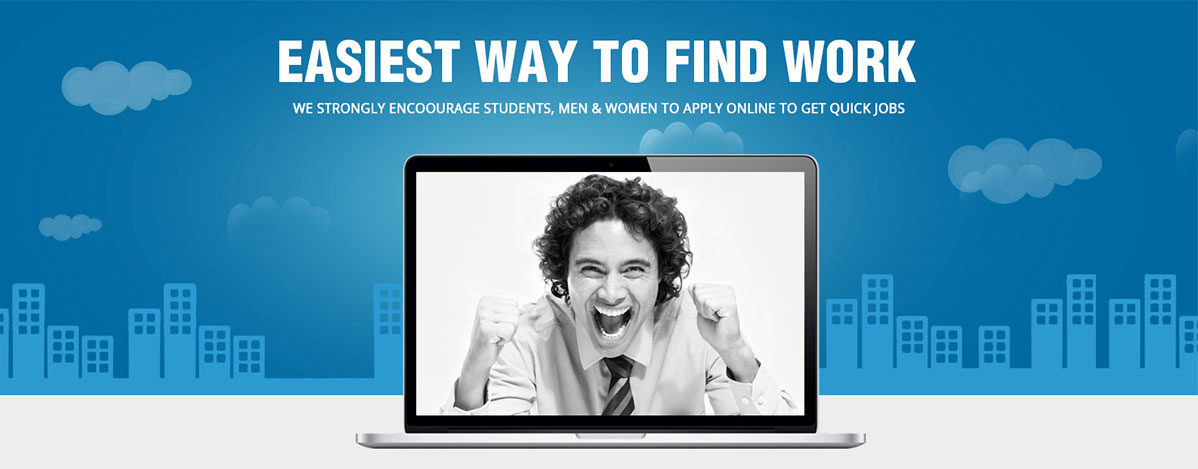 EASIEST WAY TO FIND WORK
WE STRONGLY ENCOOURAGE STUDENTS, MEN & WOMEN TO APPLY ONLINE TO GET QUICK JOBS